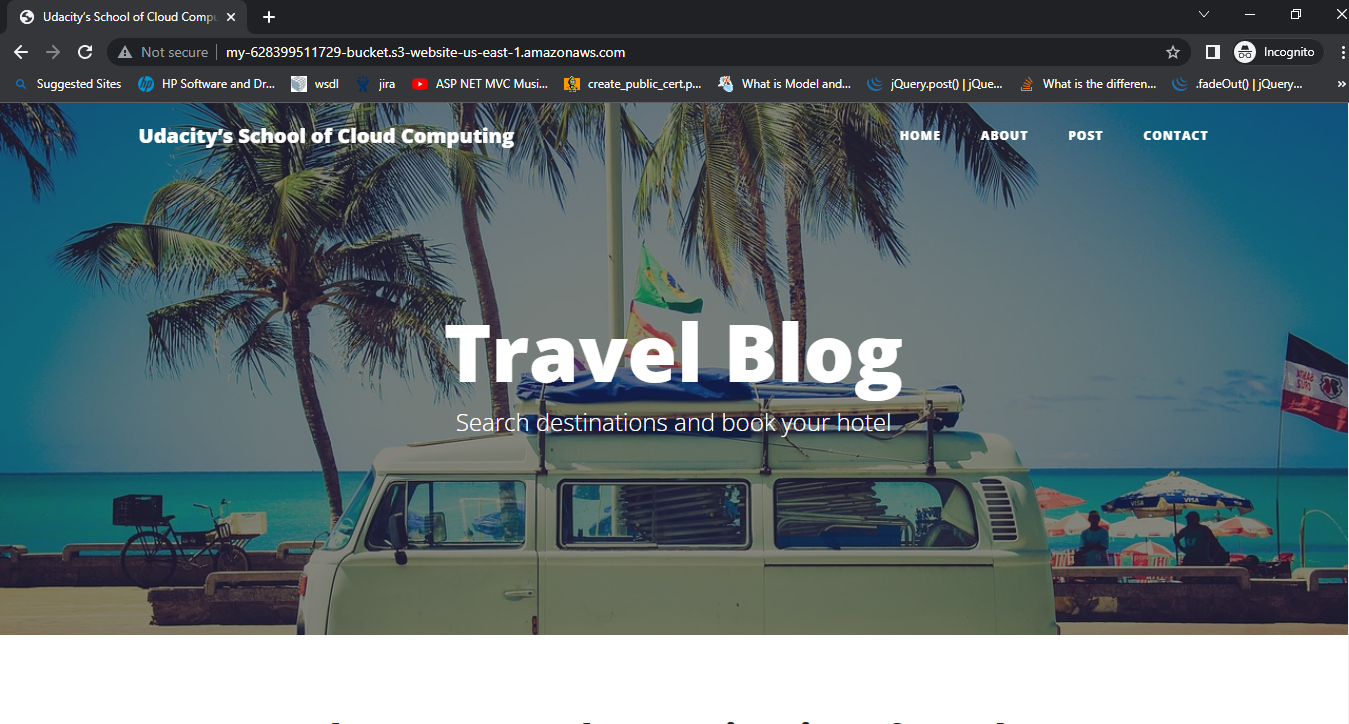 Udacity’s School of Cloud Compu
Not secure
my-628399511729-bucket.s3-website-us-east-1.amazonaws.com
Incognito
Suggested Sites HP Software and Dr... wsdl jira ASP NET MVC Musi... create_public_cert.p... What is Model and... jQuery.post() | jQue... What is the differen... .fadeOut() | jQuery... »
Udacity’s School of Cloud Computing
HOME ABOUT POST CONTACT
Travel Blog
Search destinations and book your hotel
VISA VISA